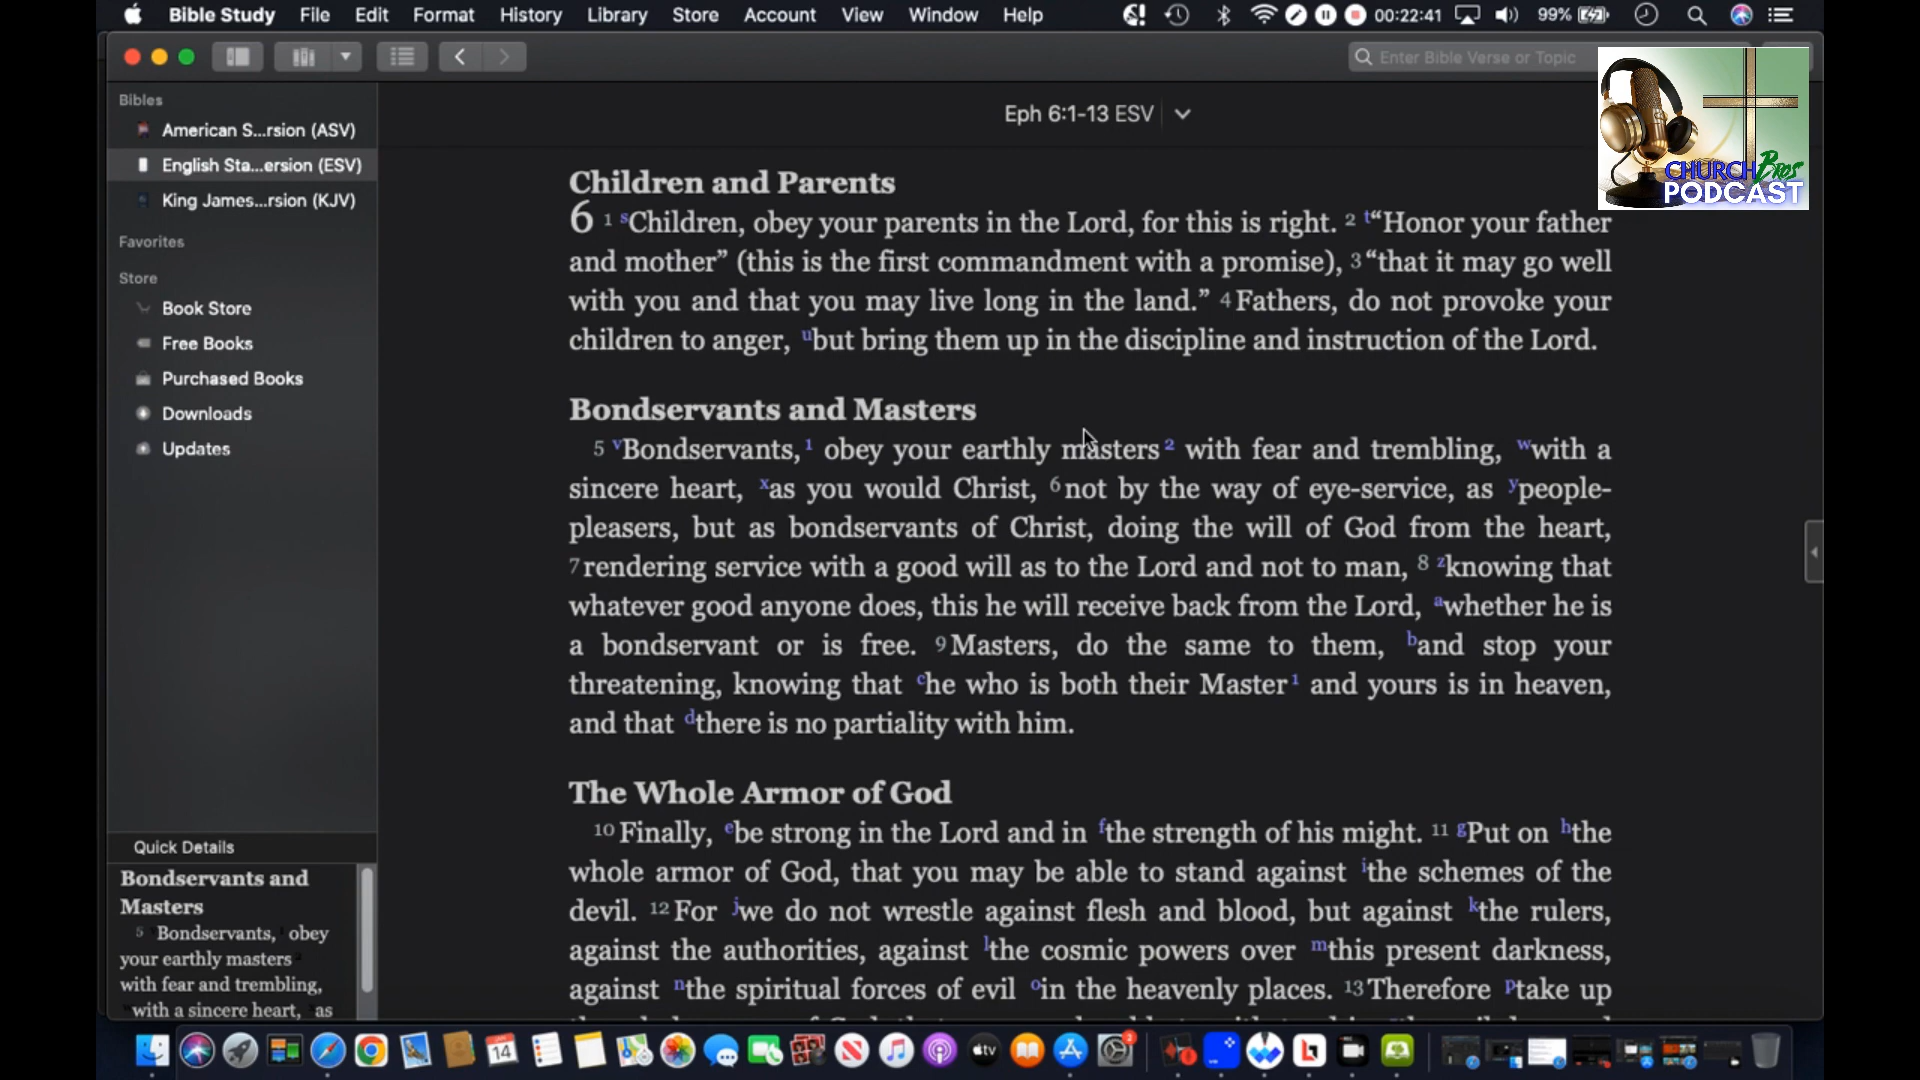 Bible Study File Edit Format History Library Store Account View Window Help 00:22:41 99%
Enter Bible Verse or Topic
CHURCH Bros
PODCAST
Bibles
American S...rsion (ASV)
English Sta...ersion (ESV)
King James...rsion (KJV)
Favorites
Store
Book Store
Free Books
Purchased Books
Downloads
Updates
Quick Details
Bondservants and
Masters
5 Bondservants, obey
your earthly masters
with fear and trembling,
with a sincere heart, as
Eph 6:1-13 ESV
Children and Parents
6 1 sChildren, obey your parents in the Lord, for this is right. 2 t“Honor your father
and mother” (this is the first commandment with a promise), 3 “that it may go well
with you and that you may live long in the land.” 4 Fathers, do not provoke your
children to anger, ubut bring them up in the discipline and instruction of the Lord.
Bondservants and Masters
5 vBondservants,1 obey your earthly masters2 with fear and trembling, wwith a
sincere heart, xas you would Christ, 6 not by the way of eye-service, as ypeople-
pleasers, but as bondservants of Christ, doing the will of God from the heart,
7 rendering service with a good will as to the Lord and not to man, 8 zknowing that
whatever good anyone does, this he will receive back from the Lord, awhether he is
a bondservant or is free. 9 Masters, do the same to them, band stop your
threatening, knowing that che who is both their Master1 and yours is in heaven,
and that dthere is no partiality with him.
The Whole Armor of God
10 Finally, ebe strong in the Lord and in fthe strength of his might. 11 gPut on hthe
whole armor of God, that you may be able to stand against ithe schemes of the
devil. 12 For jwe do not wrestle against flesh and blood, but against kthe rulers,
against the authorities, against lthe cosmic powers over mthis present darkness,
against nthe spiritual forces of evil oin the heavenly places. 13 Therefore ptake up
14
tv
2